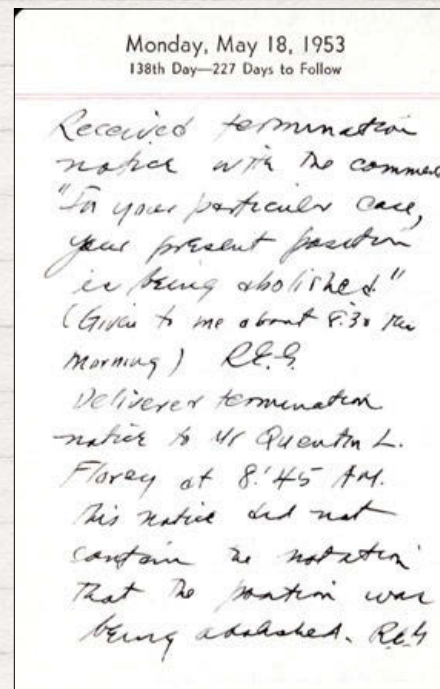 Monday, May 18, 1953
138th Day—227 Days to Follow
Received termination
notice with the commen
"In your particular case,
your present position
is being abolished."
(Given to me about 8:30 this
morning) R.E.G.
Delivered termination
notice to Mr Quentin L.
Florey at 8:45 AM.
This notice did not
contain the notation
that the position was
being abolished. R.E.G